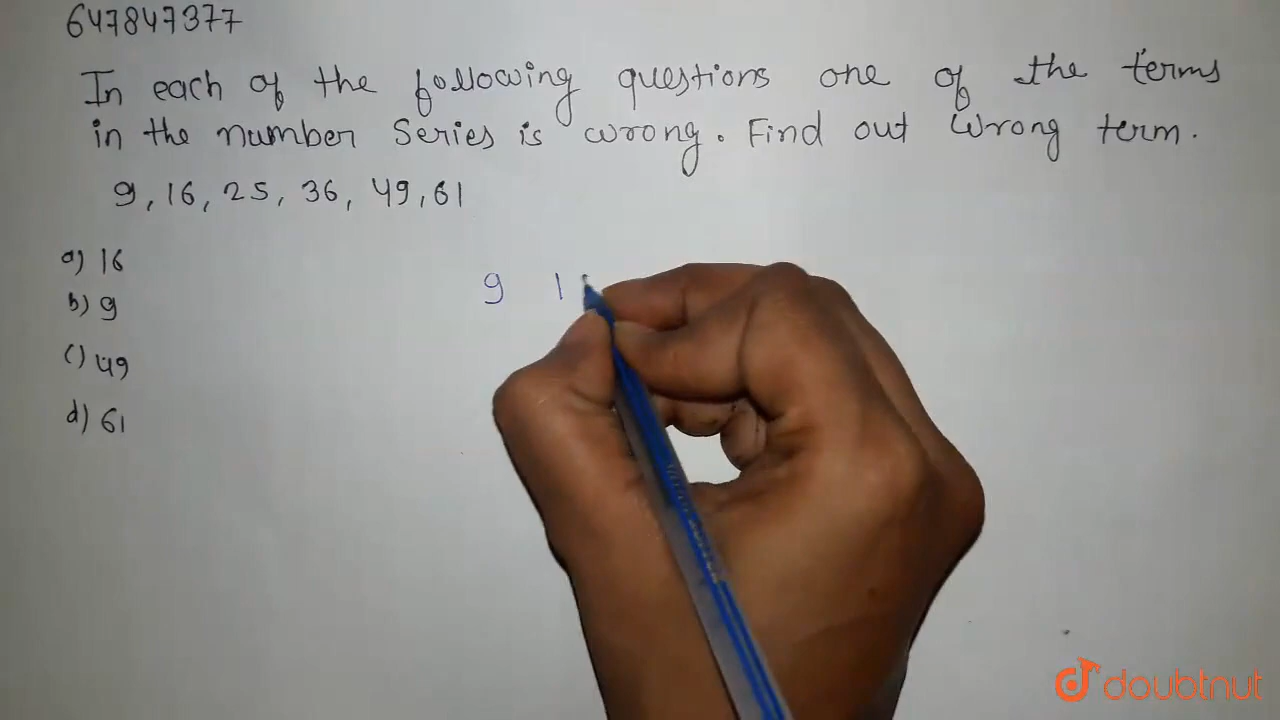 647847377
In each of the following questions one of the terms
in the number Series is wrong. Find out Wrong term.
9, 16, 25, 36, 49, 61
a) 16
b) 9
c) 49
d) 61
9 1
doubtnut